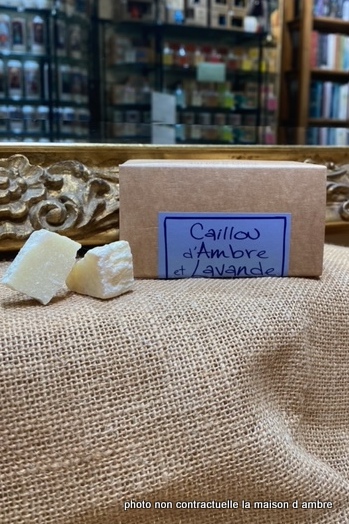 Caillou
d'Ambre
et Lavande
photo non contractuelle la maison d ambre